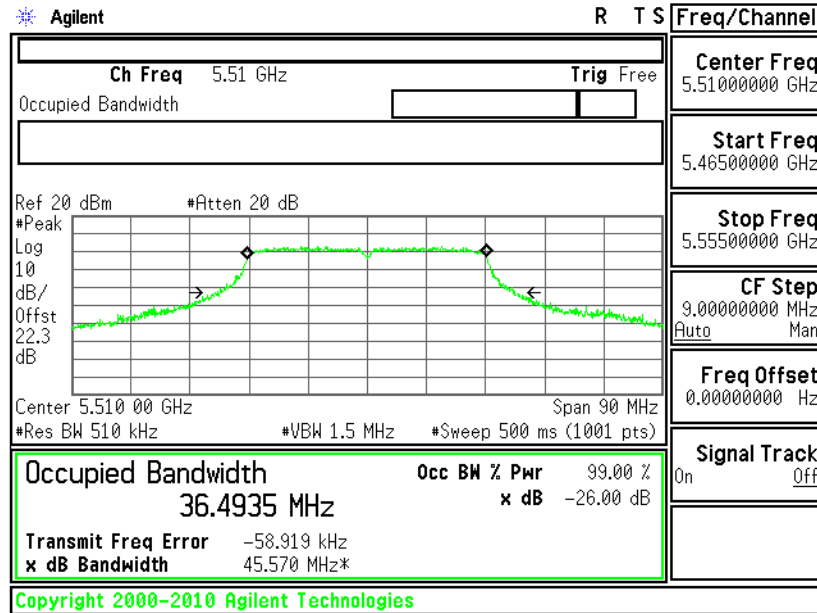 Agilent R T S Freq/Channel
Ch Freq 5.51 GHz Trig Free
Occupied Bandwidth
Center Freq
5.51000000 GHz
Start Freq
5.46500000 GHz
Stop Freq
5.55500000 GHz
CF Step
9.00000000 MHz
Auto Man
Freq Offset
0.00000000 Hz
Signal Track
On Off
Ref 20 dBm #Atten 20 dB
#Peak
Log
10
dB/
Offst
22.3
dB
Center 5.510 00 GHz Span 90 MHz
#Res BW 510 kHz #VBW 1.5 MHz #Sweep 500 ms (1001 pts)
Occupied Bandwidth Occ BW % Pwr 99.00 %
36.4935 MHz x dB -26.00 dB
Transmit Freq Error -58.919 kHz
x dB Bandwidth 45.570 MHz*
Copyright 2000-2010 Agilent Technologies